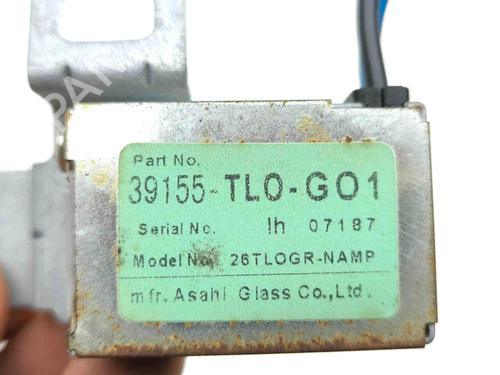 Part No.
39155-TL0-G01
Serial No. lh 07187
Model No. 26TLOGR-NAMP
mfr. Asahi Glass Co., Ltd.